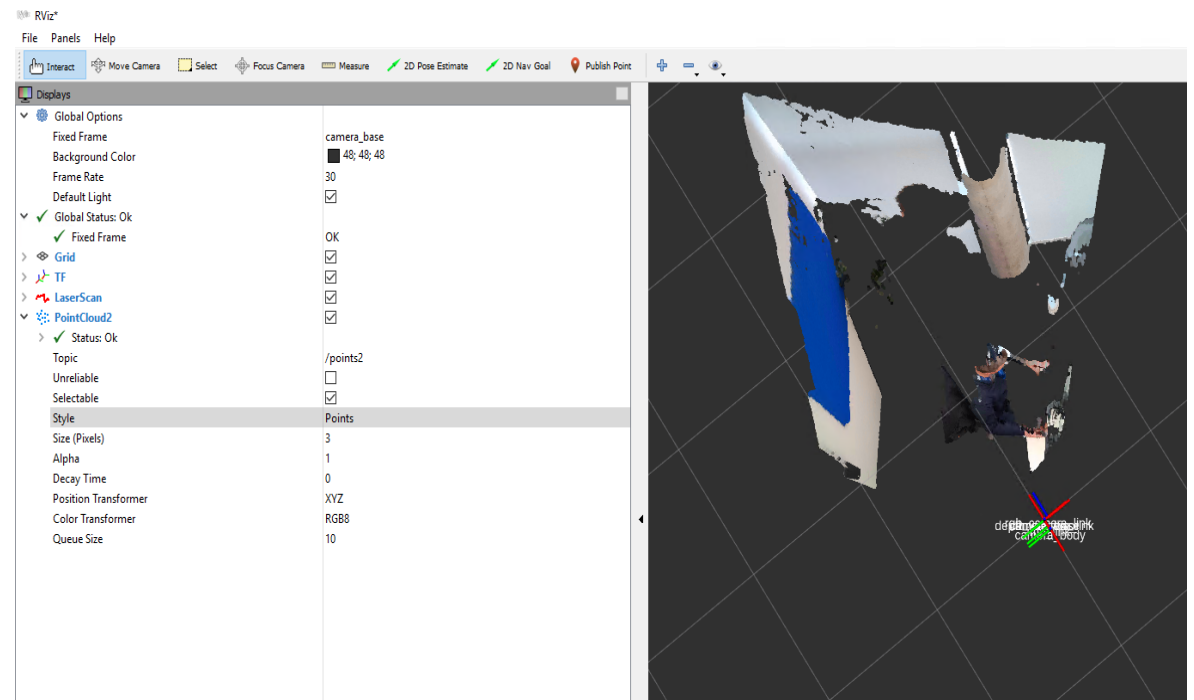 RViz*
File Panels Help
Interact Move Camera Select Focus Camera Measure 2D Pose Estimate 2D Nav Goal Publish Point
Displays
Global Options
Fixed Frame camera_base
Background Color 48; 48; 48
Frame Rate 30
Default Light
Global Status: Ok
Fixed Frame OK
Grid
TF
LaserScan
PointCloud2
Status: Ok
Topic /points2
Unreliable
Selectable
Style Points
Size (Pixels) 3
Alpha 1
Decay Time 0
Position Transformer XYZ
Color Transformer RGB8
Queue Size 10
camera_body